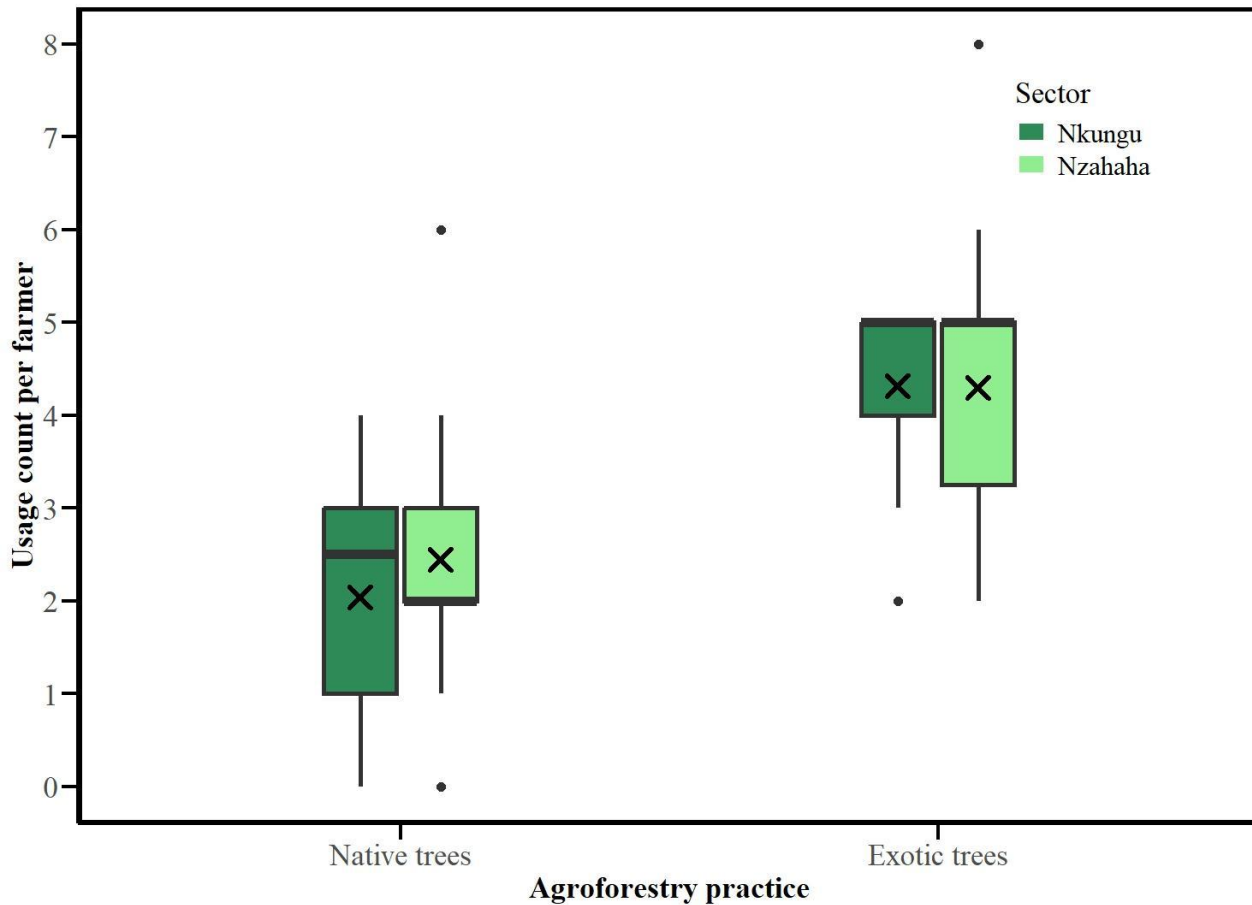 Usage count per farmer
8
7
6
5
4
3
2
1
0
Sector
Nkungu
Nzahaha
Native trees
Exotic trees
Agroforestry practice